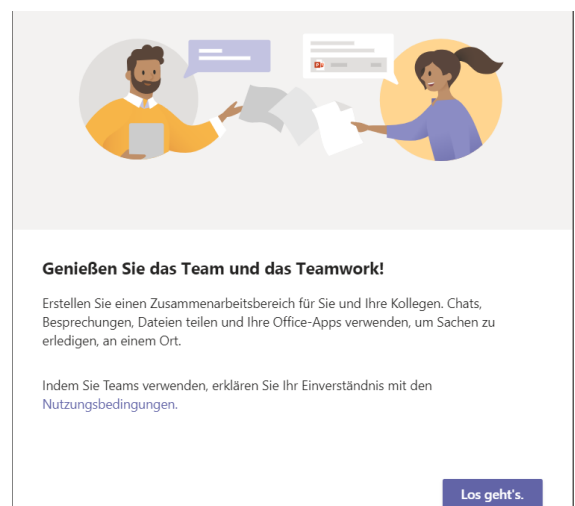 Genießen Sie das Team und das Teamwork!
Erstellen Sie einen Zusammenarbeitsbereich für Sie und Ihre Kollegen. Chats,
Besprechungen, Dateien teilen und Ihre Office-Apps verwenden, um Sachen zu
erledigen, an einem Ort.
Indem Sie Teams verwenden, erklären Sie Ihr Einverständnis mit den
Nutzungsbedingungen.
Los geht's.